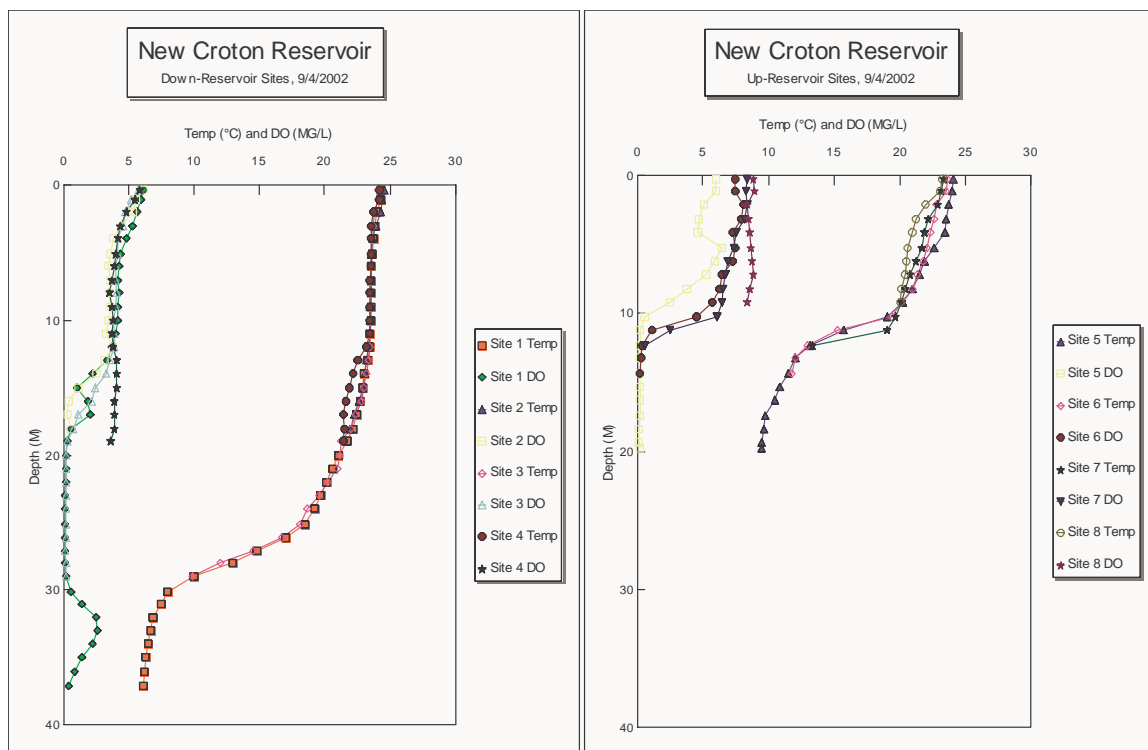 New Croton Reservoir
Down-Reservoir Sites, 9/4/2002
Temp (°C) and DO (MG/L)
0 5 10 15 20 25 30
0
10
20
30
40
Depth (M)
Site 1 Temp
Site 1 DO
Site 2 Temp
Site 2 DO
Site 3 Temp
Site 3 DO
Site 4 Temp
Site 4 DO
New Croton Reservoir
Up-Reservoir Sites, 9/4/2002
Temp (°C) and DO (MG/L)
0 5 10 15 20 25 30
0
10
20
30
40
Depth (M)
Site 5 Temp
Site 5 DO
Site 6 Temp
Site 6 DO
Site 7 Temp
Site 7 DO
Site 8 Temp
Site 8 DO